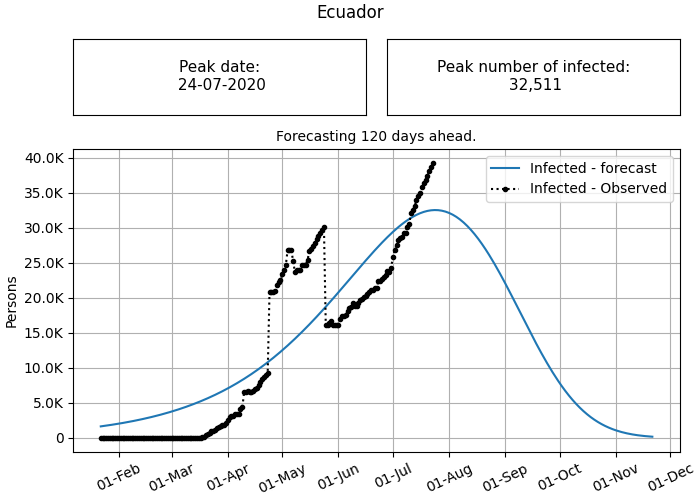 Ecuador
Peak date:
24-07-2020
Peak number of infected:
32,511
Forecasting 120 days ahead.
40.0K
35.0K
30.0K
25.0K
20.0K
15.0K
10.0K
5.0K
0
Persons
Infected - forecast
Infected - Observed
01-Feb
01-Mar
01-Apr
01-May
01-Jun
01-Jul
01-Aug
01-Sep
01-Oct
01-Nov
01-Dec